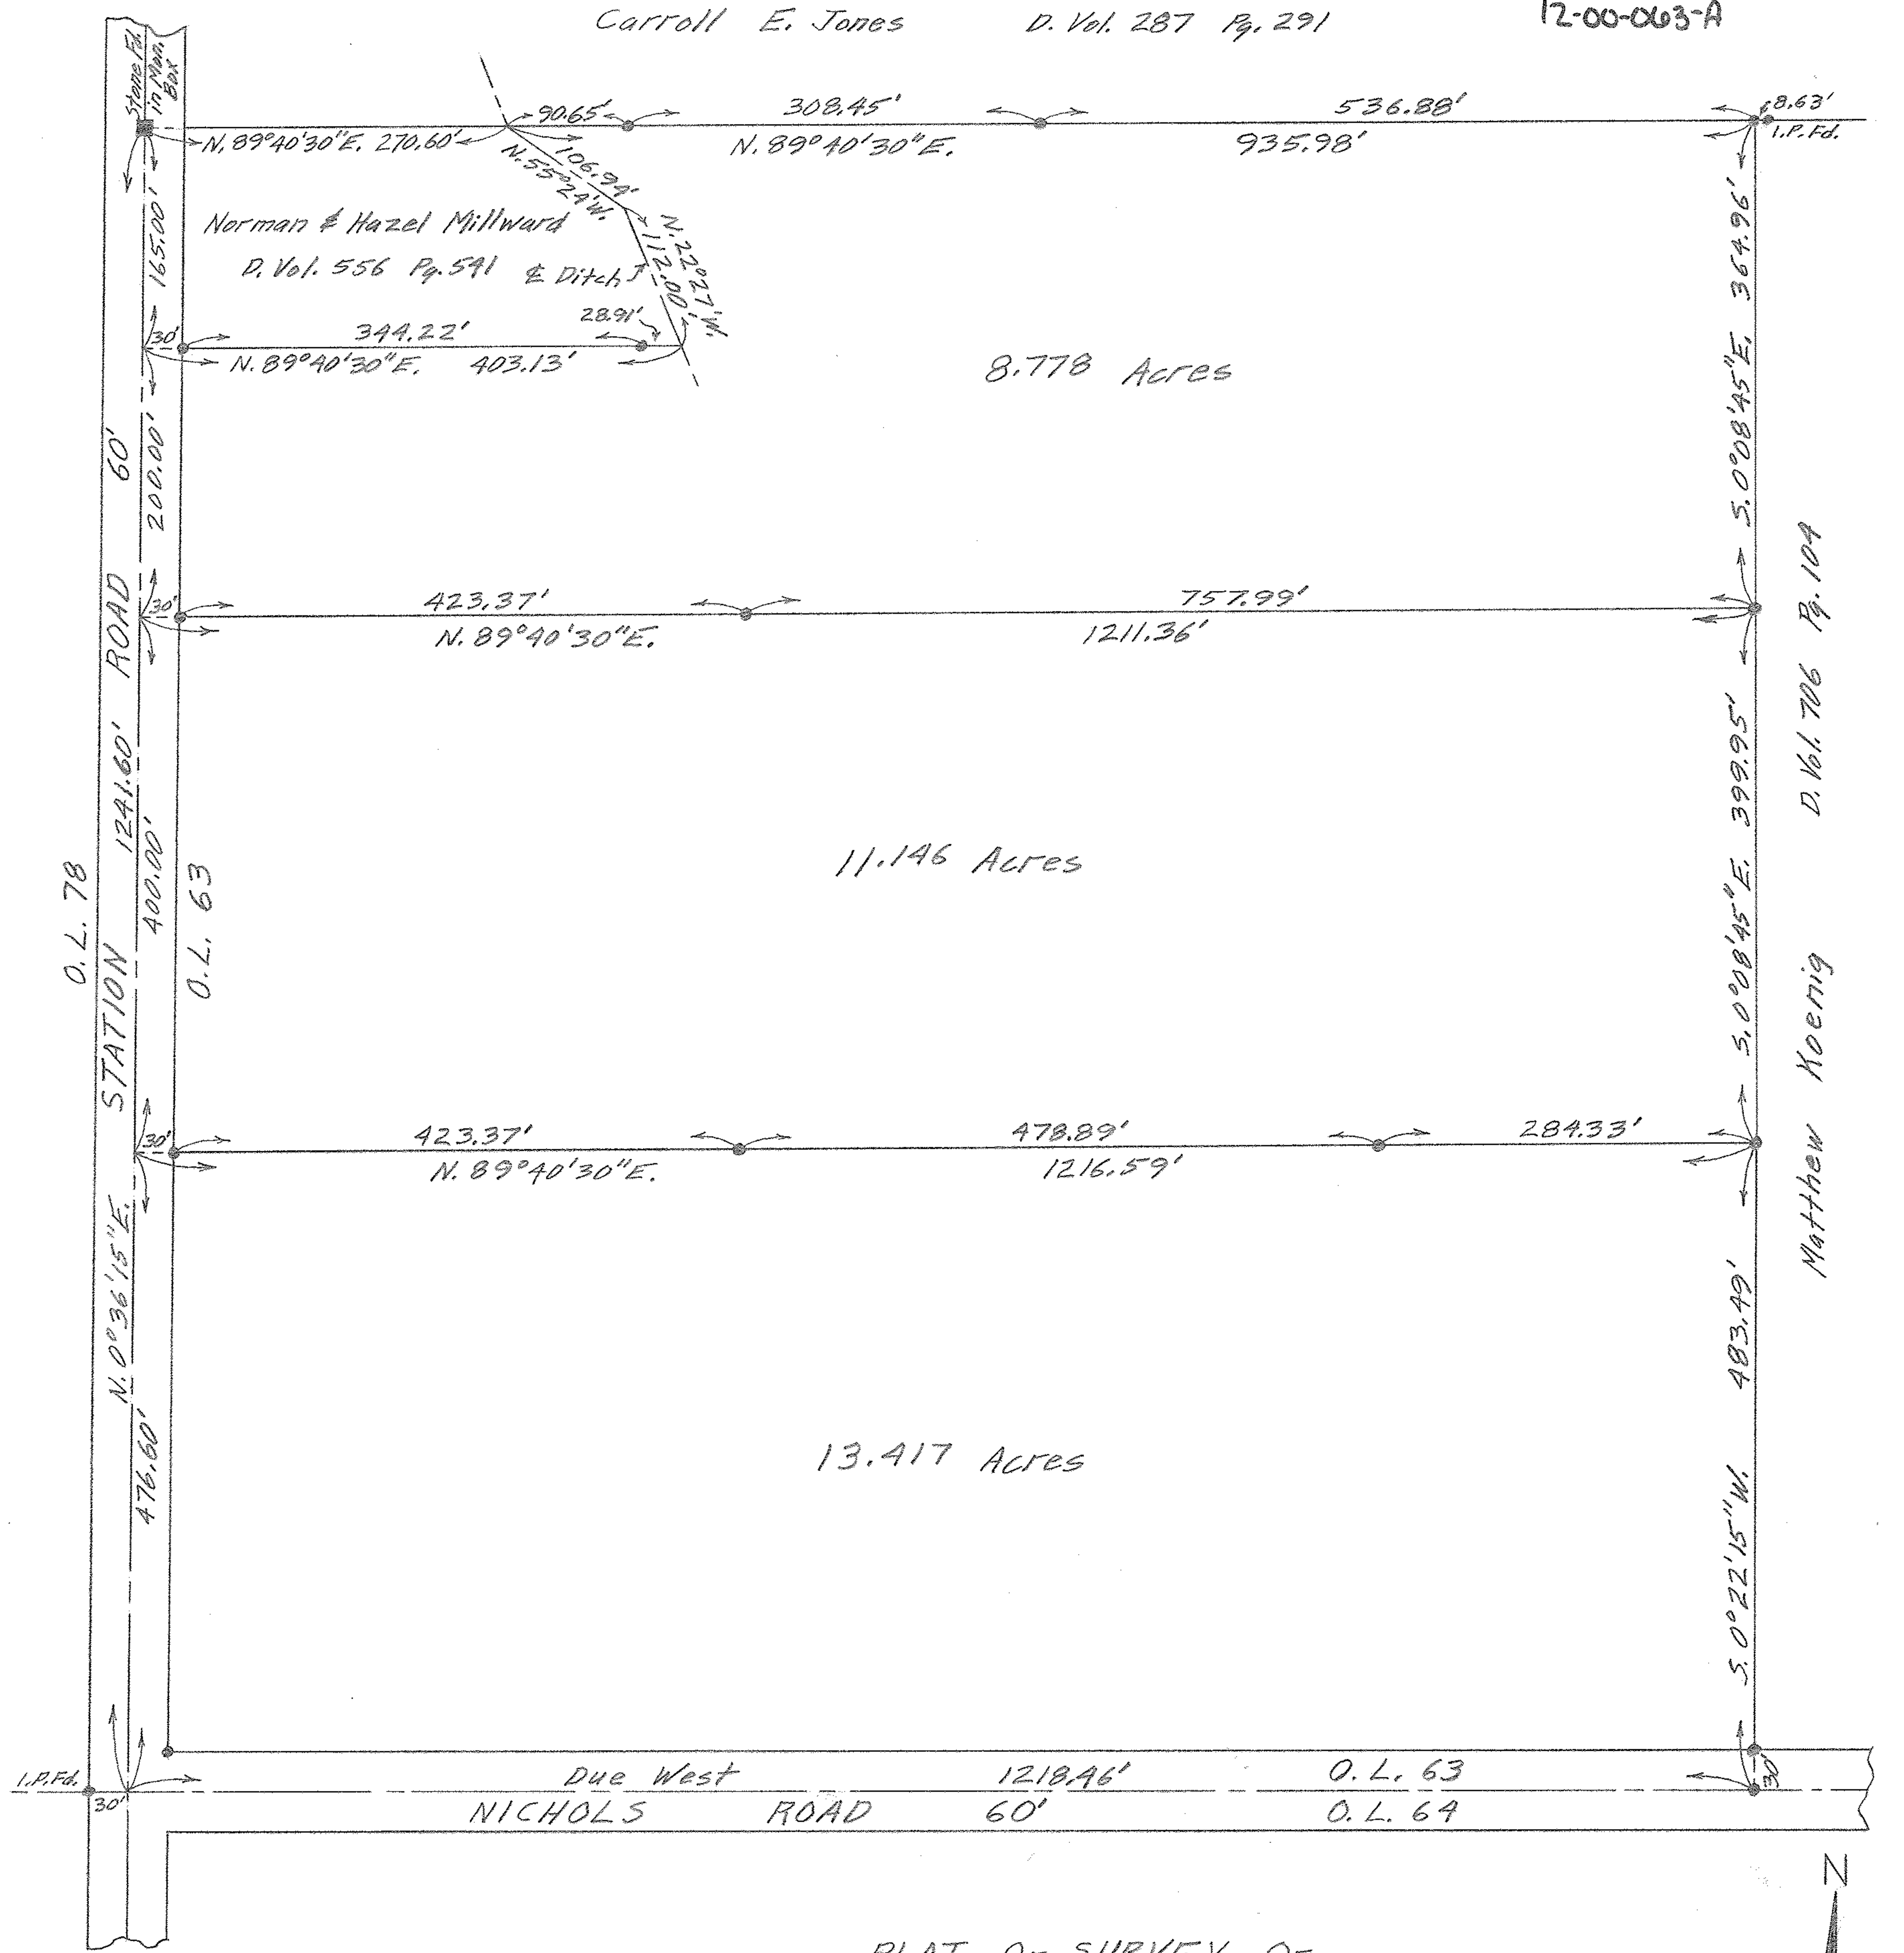 Carroll E. Jones D. Vol. 287 Pg. 291
12-00-063-A
Stone Fd.
in Mon.
Box
90.65'
308.45'
536.88'
8.63'
I.P. Fd.
N. 89°40'30"E. 270.60'
N. 89°40'30"E.
935.98'
106.94'
N. 55°24'W.
N. 22°27'W.
112.00'
165.00'
Norman & Hazel Millward
D. Vol. 556 Pg. 591
℄ Ditch
28.91'
30'
344.22'
N. 89°40'30"E. 403.13'
8.778 Acres
S. 0°08'45"E. 364.96'
200.00'
60'
30'
423.37'
757.99'
N. 89°40'30"E.
1211.36'
D. Vol. 706 Pg. 104
STATION ROAD
1241.60'
400.00'
O. L. 78
O. L. 63
11.146 Acres
S. 0°08'45"E. 399.95'
Matthew Koenig
30'
423.37'
478.89'
284.33'
N. 89°40'30"E.
1216.59'
N. 0°36'15"E.
476.60'
13.417 Acres
S. 0°22'15"W. 483.49'
I.P. Fd.
30'
Due West 1218.46' O. L. 63
30'
NICHOLS ROAD 60' O. L. 64
N
PLAT OF SURVEY OF